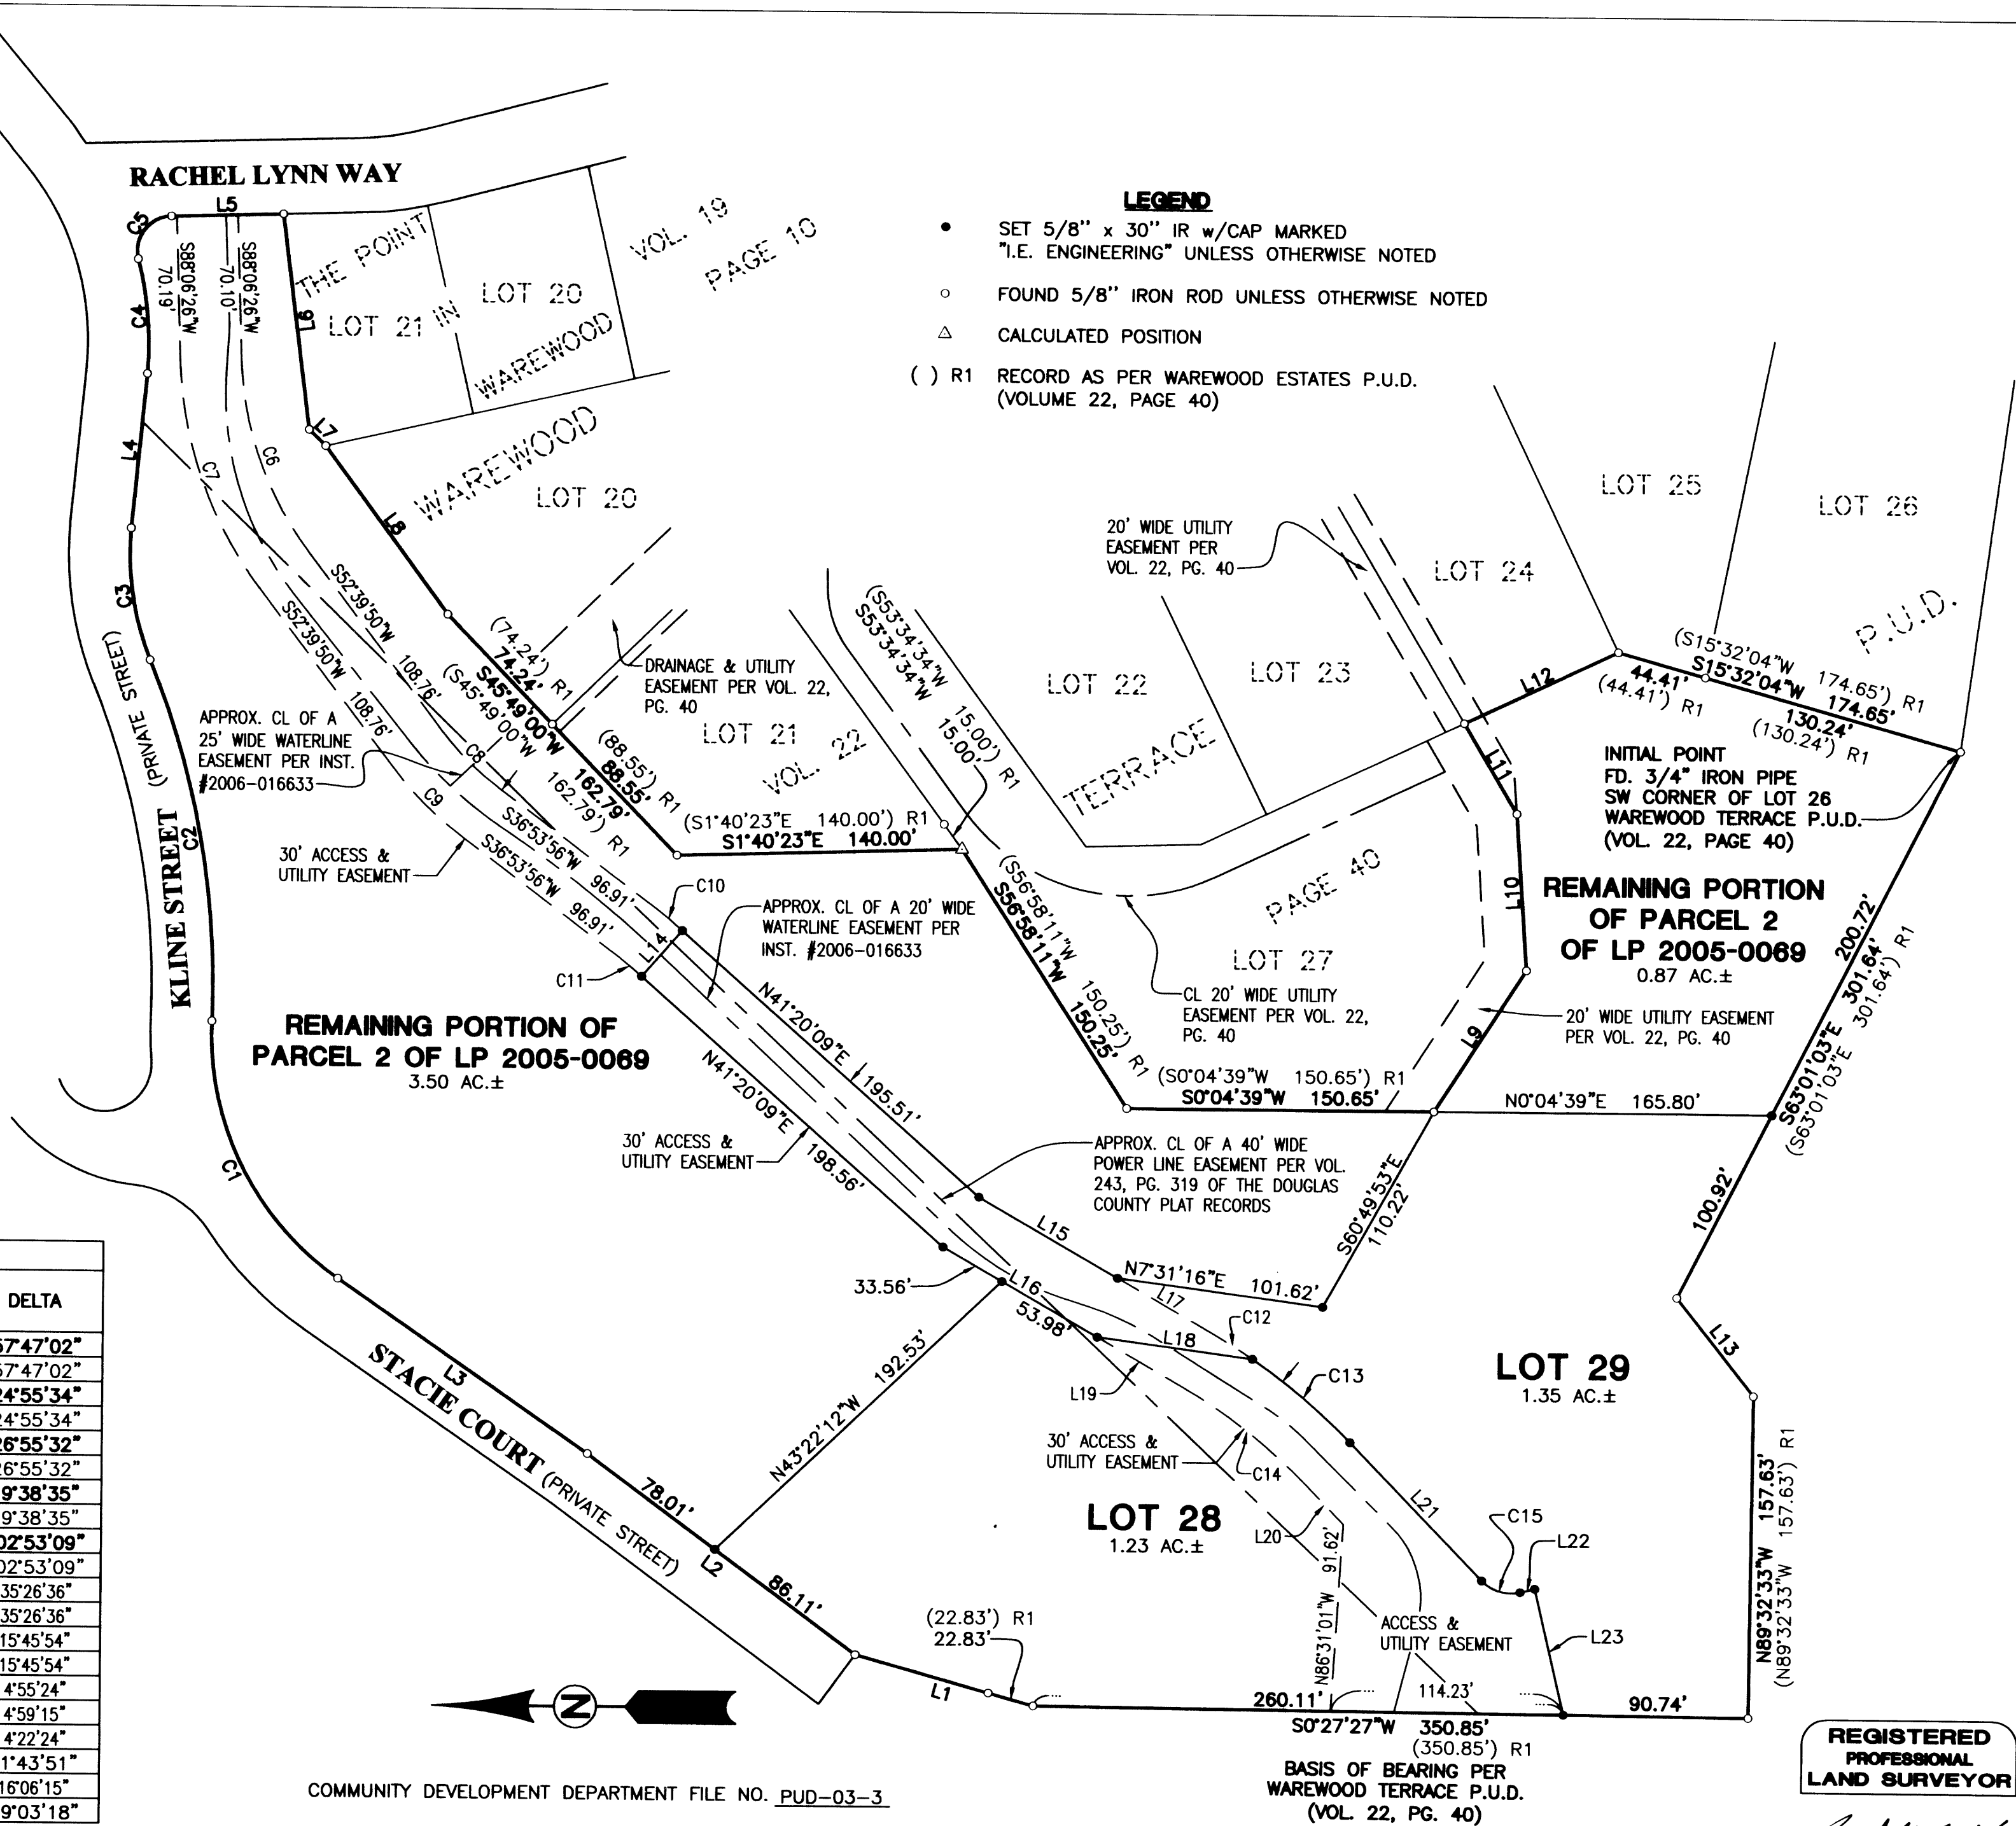 RACHEL LYNN WAY
L5
C5
S88°06'26"W
70.19'
S88°06'26"W
70.10'
C4
L6
THE POINT
LOT 21 IN
LOT 20
WAREWOOD
VOL. 19
PAGE 10
LEGEND
SET 5/8" x 30" IR w/CAP MARKED
"I.E. ENGINEERING" UNLESS OTHERWISE NOTED
FOUND 5/8" IRON ROD UNLESS OTHERWISE NOTED
CALCULATED POSITION
( ) R1 RECORD AS PER WAREWOOD ESTATES P.U.D.
(VOLUME 22, PAGE 40)
L4
L7
C7
C6
WAREWOOD
LOT 20
L8
C3
S52°39'50"W
108.76'
S52°39'50"W
108.76'
(74.24') R1
74.24'
S45°49'00"W 162.79'
(S45°49'00"W 162.79') R1
(88.55') R1
88.55'
DRAINAGE & UTILITY
EASEMENT PER VOL. 22,
PG. 40
LOT 21
VOL. 22
(S53°34'34"W 15.00') R1
S53°34'34"W 15.00'
20' WIDE UTILITY
EASEMENT PER
VOL. 22, PG. 40
LOT 22
LOT 23
LOT 24
LOT 25
LOT 26
TERRACE
P.U.D.
L12
L11
44.41'
(44.41') R1
(S15°32'04"W 174.65') R1
S15°32'04"W 174.65'
130.24'
(130.24') R1
INITIAL POINT
FD. 3/4" IRON PIPE
SW CORNER OF LOT 26
WAREWOOD TERRACE P.U.D.
(VOL. 22, PAGE 40)
APPROX. CL OF A
25' WIDE WATERLINE
EASEMENT PER INST.
#2006-016633
C8
C9
KLINE STREET (PRIVATE STREET)
C2
30' ACCESS &
UTILITY EASEMENT
S36°53'56"W 96.91'
S36°53'56"W 96.91'
(S1°40'23"E 140.00') R1
S1°40'23"E 140.00'
C10
L14
C11
APPROX. CL OF A 20' WIDE
WATERLINE EASEMENT PER
INST. #2006-016633
(S56°58'11"W 150.25') R1
S56°58'11"W 150.25'
PAGE 40
LOT 27
CL 20' WIDE UTILITY
EASEMENT PER VOL. 22,
PG. 40
L10
L9
REMAINING PORTION
OF PARCEL 2
OF LP 2005-0069
0.87 AC.±
20' WIDE UTILITY EASEMENT
PER VOL. 22, PG. 40
200.72'
S63°01'03"E 301.64'
(S63°01'03"E 301.64') R1
REMAINING PORTION OF
PARCEL 2 OF LP 2005-0069
3.50 AC.±
N41°20'09"E 195.51'
N41°20'09"E 198.56'
(S0°04'39"W 150.65') R1
S0°04'39"W 150.65'
N0°04'39"E 165.80'
C1
30' ACCESS &
UTILITY EASEMENT
APPROX. CL OF A 40' WIDE
POWER LINE EASEMENT PER VOL.
243, PG. 319 OF THE DOUGLAS
COUNTY PLAT RECORDS
S60°49'53"E
110.22'
100.92'
L15
N7°31'16"E 101.62'
33.56'
L16
53.98'
L17
C12
L18
L13
L3
STACIE COURT (PRIVATE STREET)
N43°22'12"W 192.53'
L19
C13
LOT 29
1.35 AC.±
30' ACCESS &
UTILITY EASEMENT
C14
L21
78.01'
L2
86.11'
LOT 28
1.23 AC.±
L20
N86°31'01"W 91.62'
C15
L22
N89°32'33"W 157.63'
(N89°32'33"W 157.63') R1
(22.83') R1
22.83'
ACCESS &
UTILITY EASEMENT
L23
L1
N
260.11'
114.23'
90.74'
S0°27'27"W 350.85'
(350.85') R1
BASIS OF BEARING PER
WAREWOOD TERRACE P.U.D.
(VOL. 22, PG. 40)
COMMUNITY DEVELOPMENT DEPARTMENT FILE NO. PUD-03-3
REGISTERED
PROFESSIONAL
LAND SURVEYOR
DELTA
57°47'02"
57°47'02"
24°55'34"
24°55'34"
26°55'32"
26°55'32"
9°38'35"
9°38'35"
02°53'09"
02°53'09"
35°26'36"
35°26'36"
15°45'54"
15°45'54"
4°55'24"
4°59'15"
4°22'24"
1°43'51"
16°06'15"
9°03'18"